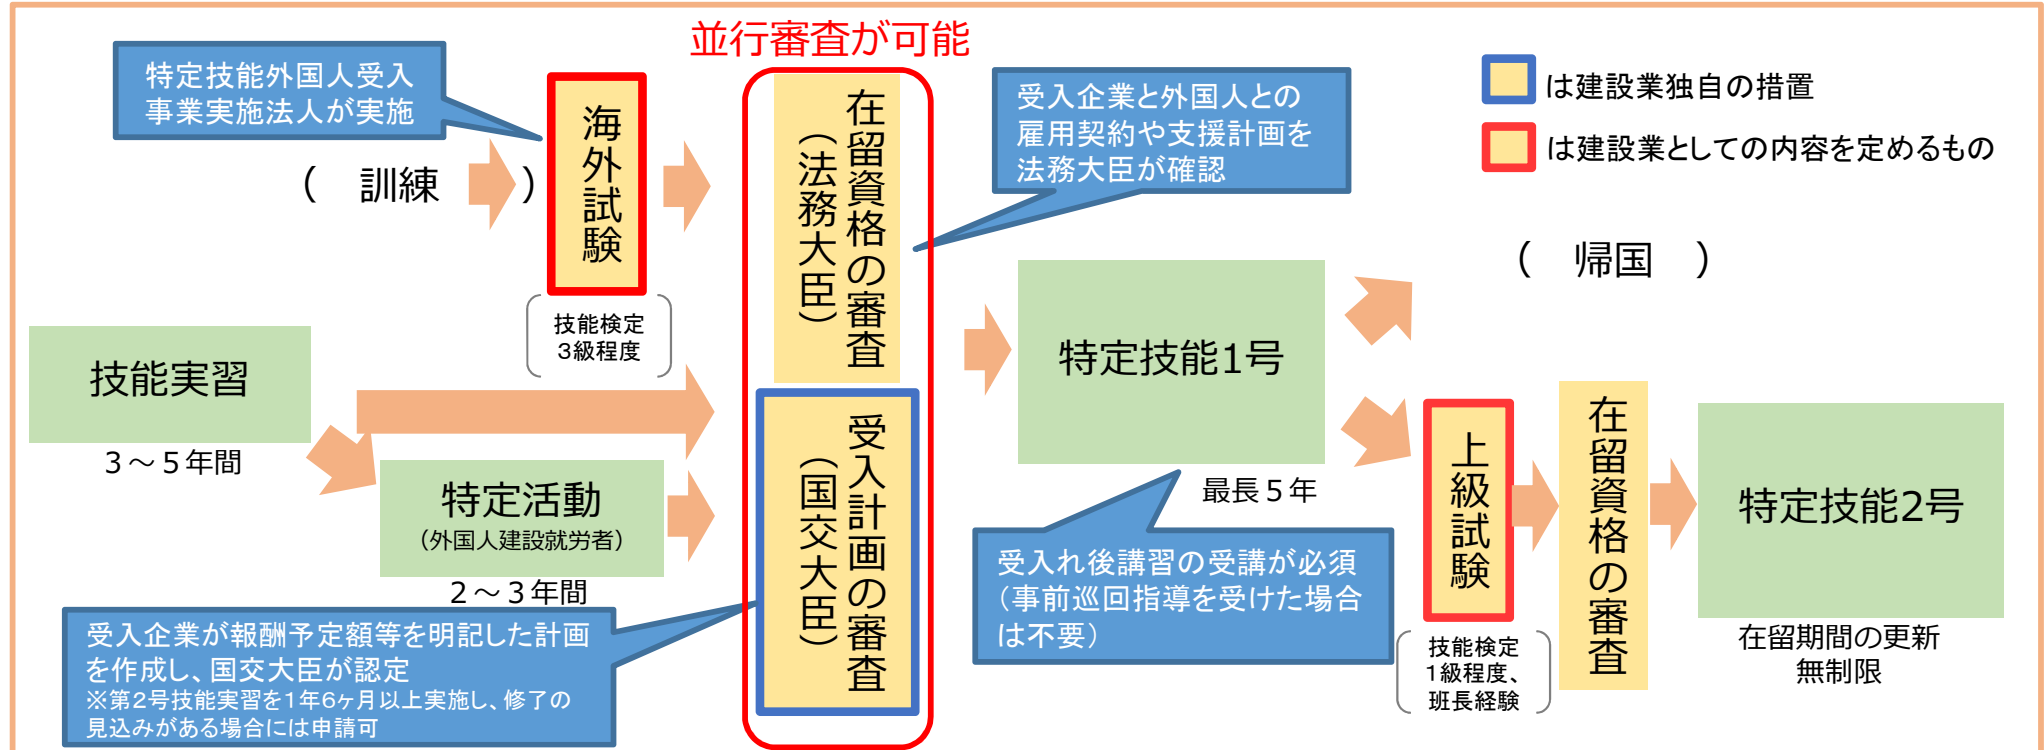 並行審査が可能
特定技能外国人受入
事業実施法人が実施
(　訓練　)
海外試験
技能検定
3級程度
在留資格の審査
(法務大臣)
受入企業と外国人との
雇用契約や支援計画を
法務大臣が確認
は建設業独自の措置
は建設業としての内容を定めるもの
(　帰国　)
技能実習
3～5年間
特定活動
(外国人建設就労者)
2～3年間
受入計画の審査
(国交大臣)
受入企業が報酬予定額等を明記した計画
を作成し、国交大臣が認定
※第2号技能実習を1年6ヶ月以上実施し、修了の
見込みがある場合には申請可
特定技能1号
最長5年
受入れ後講習の受講が必須
(事前巡回指導を受けた場合
は不要)
上級試験
技能検定
1級程度、
班長経験
在留資格の審査
特定技能2号
在留期間の更新
無制限